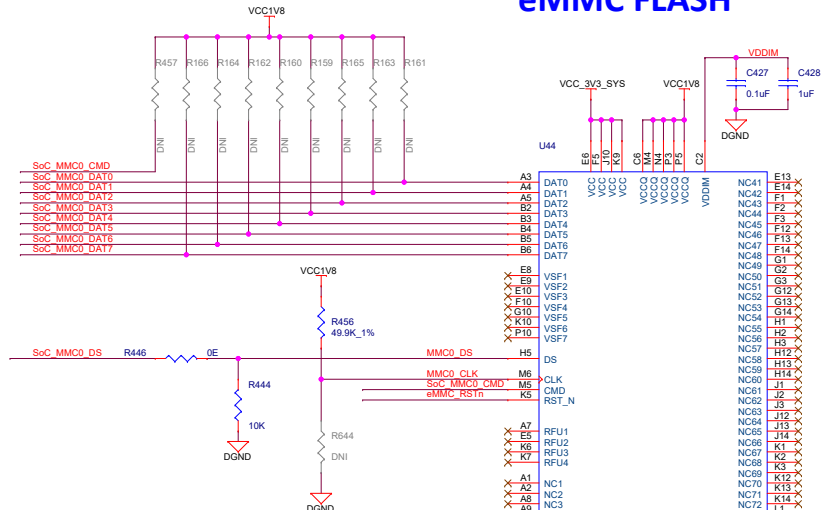 eMMC FLASH
VCC1V8
R457 R166 R164 R162 R160 R159 R165 R163 R161
DNI DNI DNI DNI DNI DNI DNI DNI DNI
VDDIM
C427 C428
0.1uF 1uF
DGND
VCC_3V3_SYS VCC1V8
U44
E6 F5 J10 K9 C6 M4 N4 P3 P5 C2
VCC VCC VCC VCC VCCQ VCCQ VCCQ VCCQ VCCQ VDDIM
SoC_MMC0_CMD
SoC_MMC0_DAT0 A3 DAT0
SoC_MMC0_DAT1 A4 DAT1
SoC_MMC0_DAT2 A5 DAT2
SoC_MMC0_DAT3 B2 DAT3
SoC_MMC0_DAT4 B3 DAT4
SoC_MMC0_DAT5 B4 DAT5
SoC_MMC0_DAT6 B5 DAT6
SoC_MMC0_DAT7 B6 DAT7
E8 VSF1
E9 VSF2
E10 VSF3
F10 VSF4
G10 VSF5
K10 VSF6
P10 VSF7
VCC1V8
R456
49.9K_1%
SoC_MMC0_DS R446 0E MMC0_DS H5 DS
MMC0_CLK M6 CLK
SoC_MMC0_CMD M5 CMD
eMMC_RSTn K5 RST_N
R444
10K
DGND
R644
DNI
DGND
A7 RFU1
E5 RFU2
K6 RFU3
K7 RFU4
A1 NC1
A2 NC2
A8 NC3
A9
NC41 E13
NC42 E14
NC43 F1
NC44 F2
NC45 F3
NC46 F12
NC47 F13
NC48 F14
NC49 G1
NC50 G2
NC51 G3
NC52 G12
NC53 G13
NC54 G14
NC55 H1
NC56 H2
NC57 H3
NC58 H12
NC59 H13
NC60 H14
NC61 J1
NC62 J2
NC63 J3
NC64 J12
NC65 J13
NC66 J14
NC67 K1
NC68 K2
NC69 K3
NC70 K12
NC71 K13
NC72 K14
L1